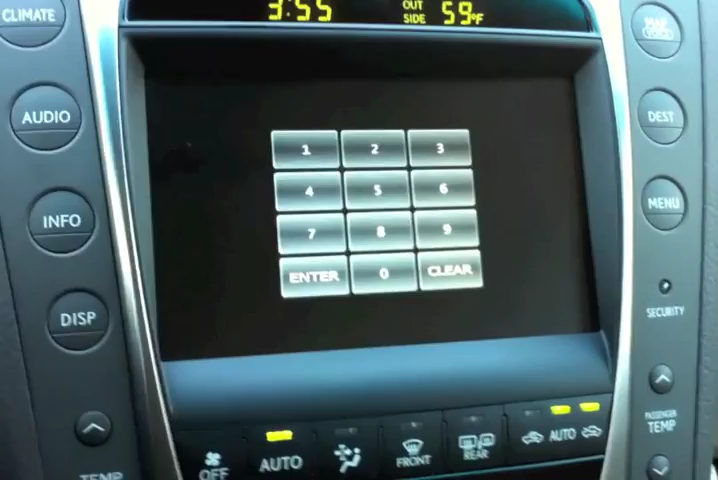 3:55 OUT SIDE 59°F
CLIMATE
AUDIO
INFO
DISP
TEMP
1 2 3
4 5 6
7 8 9
ENTER 0 CLEAR
DEST
MENU
SECURITY
PASSENGER
TEMP
OFF AUTO FRONT REAR AUTO